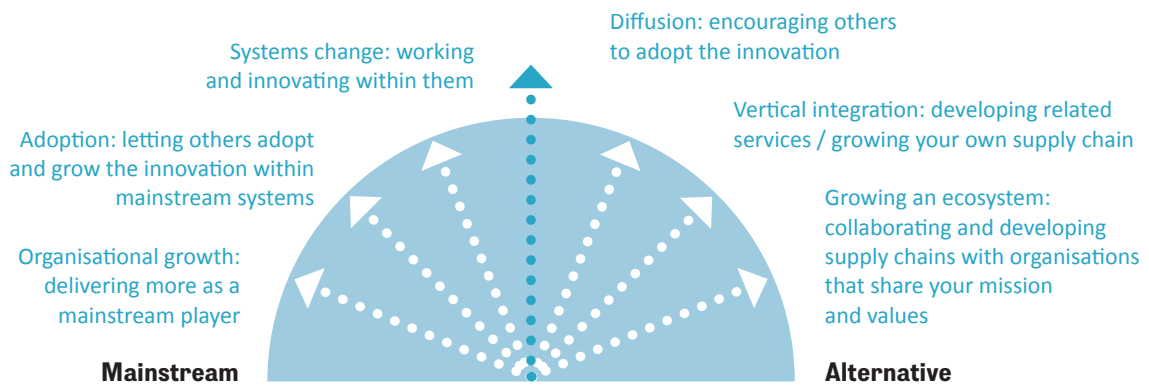 Diffusion: encouraging others
to adopt the innovation
Systems change: working
and innovating within them
Vertical integration: developing related
services / growing your own supply chain
Adoption: letting others adopt
and grow the innovation within
mainstream systems
Growing an ecosystem:
collaborating and developing
supply chains with organisations
that share your mission
and values
Organisational growth:
delivering more as a
mainstream player
Mainstream
Alternative